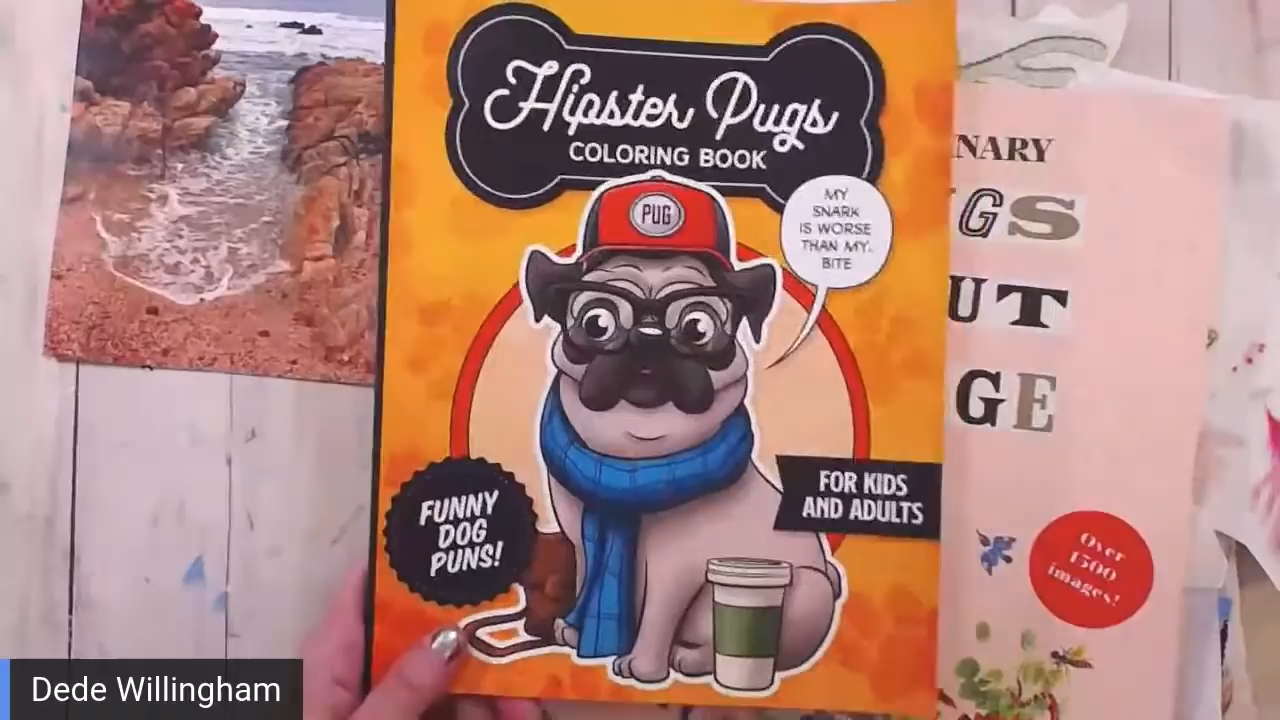 Hipster Pugs
COLORING BOOK
PUG
MY
SNARK
IS WORSE
THAN MY
BITE
FUNNY
DOG
PUNS!
FOR KIDS
AND ADULTS
NARY
GS
UT
GE
Over
1500
images!
Dede Willingham